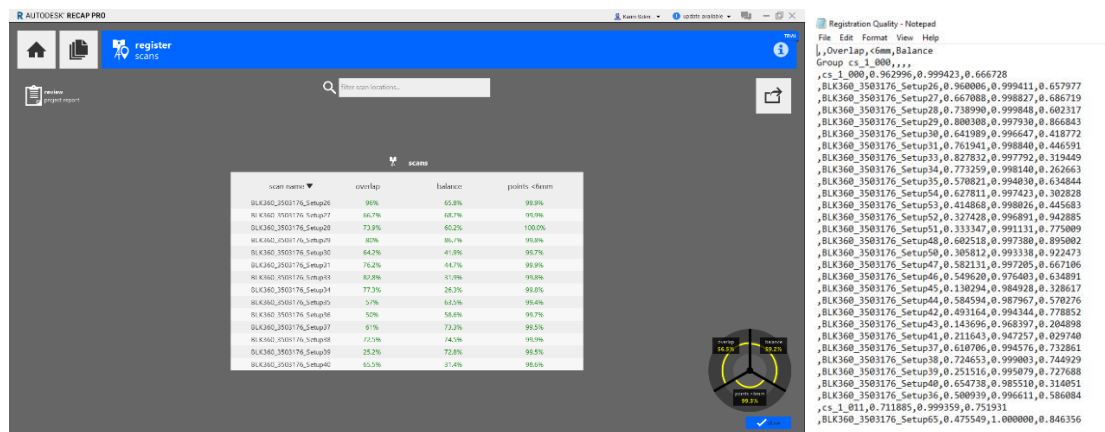 R AUTODESK® RECAP PRO
update available
register
scans
TRIAL
review
project report
Filter scan locations...
scans
scan name overlap balance points <6mm
BLK360_3503176_Setup26 96% 65.8% 99.9%
BLK360_3503176_Setup27 66.7% 68.7% 99.9%
BLK360_3503176_Setup28 73.9% 60.2% 100.0%
BLK360_3503176_Setup29 80% 86.7% 99.8%
BLK360_3503176_Setup30 64.2% 41.9% 99.7%
BLK360_3503176_Setup31 76.2% 44.7% 99.9%
BLK360_3503176_Setup33 82.8% 31.9% 99.8%
BLK360_3503176_Setup34 77.3% 26.3% 99.8%
BLK360_3503176_Setup35 57% 63.5% 99.4%
BLK360_3503176_Setup36 50% 58.6% 99.7%
BLK360_3503176_Setup37 61% 73.3% 99.5%
BLK360_3503176_Setup38 72.5% 74.5% 99.9%
BLK360_3503176_Setup39 25.2% 72.8% 99.5%
BLK360_3503176_Setup40 65.5% 31.4% 98.6%
overlap balance
56.5% 59.2%
points <6mm
99.3%
Registration Quality - Notepad
File Edit Format View Help
,,Overlap,<6mm,Balance
Group cs_1_000,,,,
,cs_1_000,0.962996,0.999423,0.666728
,BLK360_3503176_Setup26,0.960006,0.999411,0.657977
,BLK360_3503176_Setup27,0.667088,0.998827,0.686719
,BLK360_3503176_Setup28,0.738990,0.999848,0.602317
,BLK360_3503176_Setup29,0.800308,0.997930,0.866843
,BLK360_3503176_Setup30,0.641989,0.996647,0.418772
,BLK360_3503176_Setup31,0.761941,0.998840,0.446591
,BLK360_3503176_Setup33,0.827832,0.997792,0.319449
,BLK360_3503176_Setup34,0.773259,0.998140,0.262663
,BLK360_3503176_Setup35,0.570821,0.994030,0.634844
,BLK360_3503176_Setup54,0.627811,0.997423,0.302828
,BLK360_3503176_Setup53,0.414868,0.998026,0.445683
,BLK360_3503176_Setup52,0.327428,0.996891,0.942885
,BLK360_3503176_Setup51,0.333347,0.991131,0.775009
,BLK360_3503176_Setup48,0.602518,0.997380,0.895002
,BLK360_3503176_Setup50,0.305812,0.993338,0.922473
,BLK360_3503176_Setup47,0.582131,0.997205,0.667106
,BLK360_3503176_Setup46,0.549620,0.976403,0.634891
,BLK360_3503176_Setup45,0.130294,0.984928,0.328617
,BLK360_3503176_Setup44,0.584594,0.987967,0.570276
,BLK360_3503176_Setup42,0.493164,0.994344,0.778852
,BLK360_3503176_Setup43,0.143696,0.968397,0.204898
,BLK360_3503176_Setup41,0.211643,0.947257,0.029740
,BLK360_3503176_Setup37,0.610706,0.994576,0.732861
,BLK360_3503176_Setup38,0.724653,0.999003,0.744929
,BLK360_3503176_Setup39,0.251516,0.995079,0.727688
,BLK360_3503176_Setup40,0.654738,0.985510,0.314051
,BLK360_3503176_Setup36,0.500939,0.996611,0.586084
,cs_1_011,0.711885,0.999359,0.751931
,BLK360_3503176_Setup65,0.475549,1.000000,0.846356